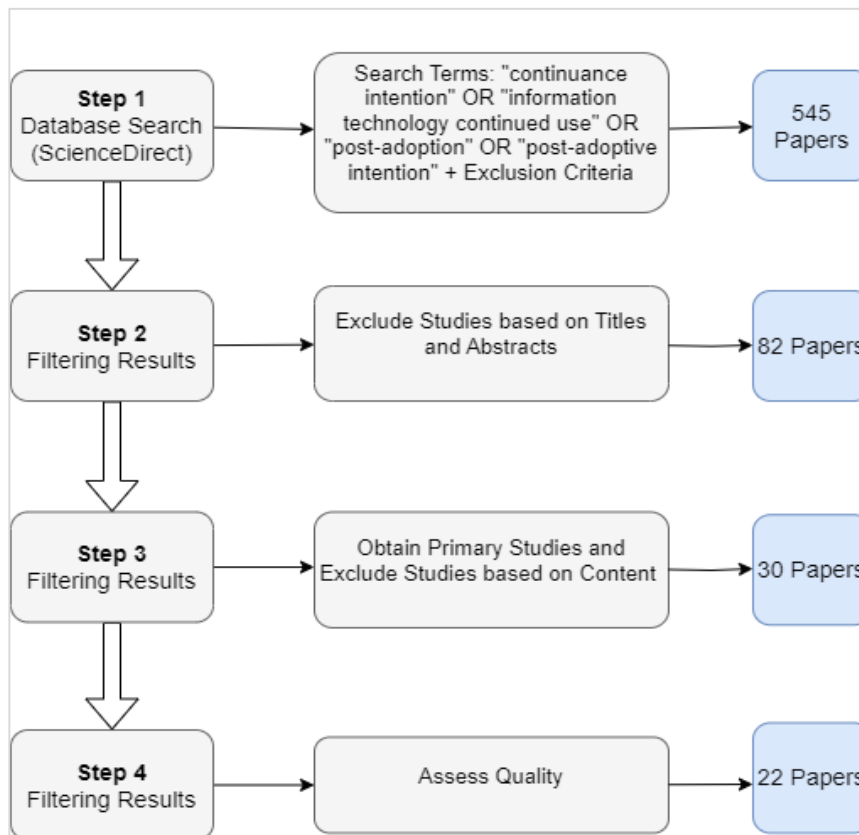 Step 1
Database Search
(ScienceDirect)
Search Terms: "continuance
intention" OR "information
technology continued use" OR
"post-adoption" OR "post-adoptive
intention" + Exclusion Criteria
545
Papers
Step 2
Filtering Results
Exclude Studies based on Titles
and Abstracts
82 Papers
Step 3
Filtering Results
Obtain Primary Studies and
Exclude Studies based on Content
30 Papers
Step 4
Filtering Results
Assess Quality
22 Papers